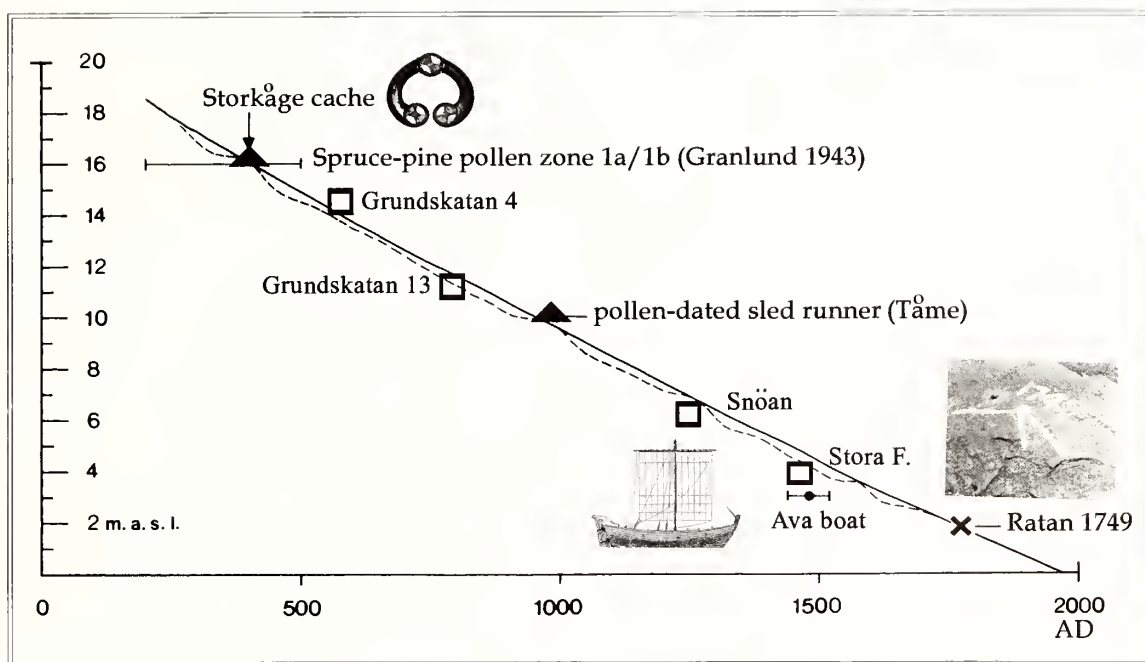 20
18
16
14
12
10
8
6
4
2 m. a. s. l.
Storkåge cache
Spruce-pine pollen zone 1a/1b (Granlund 1943)
Grundskatan 4
Grundskatan 13
pollen-dated sled runner (Tåme)
Snöan
Stora F.
Ava boat
Ratan 1749
0
500
1000
1500
2000
AD